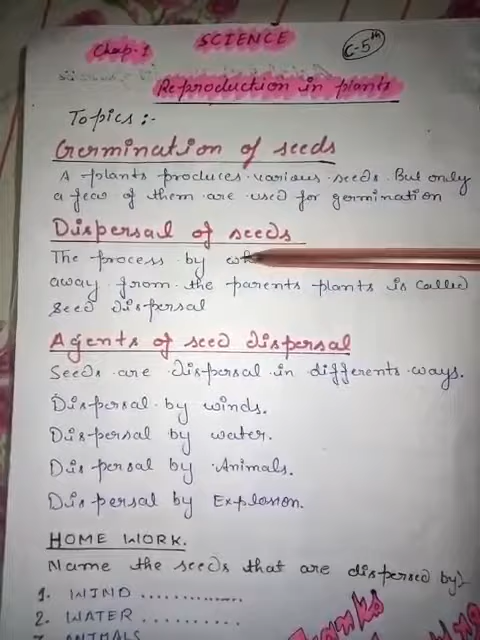 SCIENCE
Chap-1
C-5th
Reproduction in plants
Topics:-
Germination of seeds
A plants produces various seeds. But only
a few of them are used for germination
Dispersal of seeds
The process by
away from the parents plants is called
seed dispersal
Agents of seed dispersal
Seeds are dispersal in differents ways.
Dispersal by winds.
Dispersal by water.
Dispersal by Animals.
Dispersal by Explosion.
HOME WORK.
Name the seeds that are dispersed by:-
1. WIND .............
2. WATER ..........
3. ANIMALS
Thanks